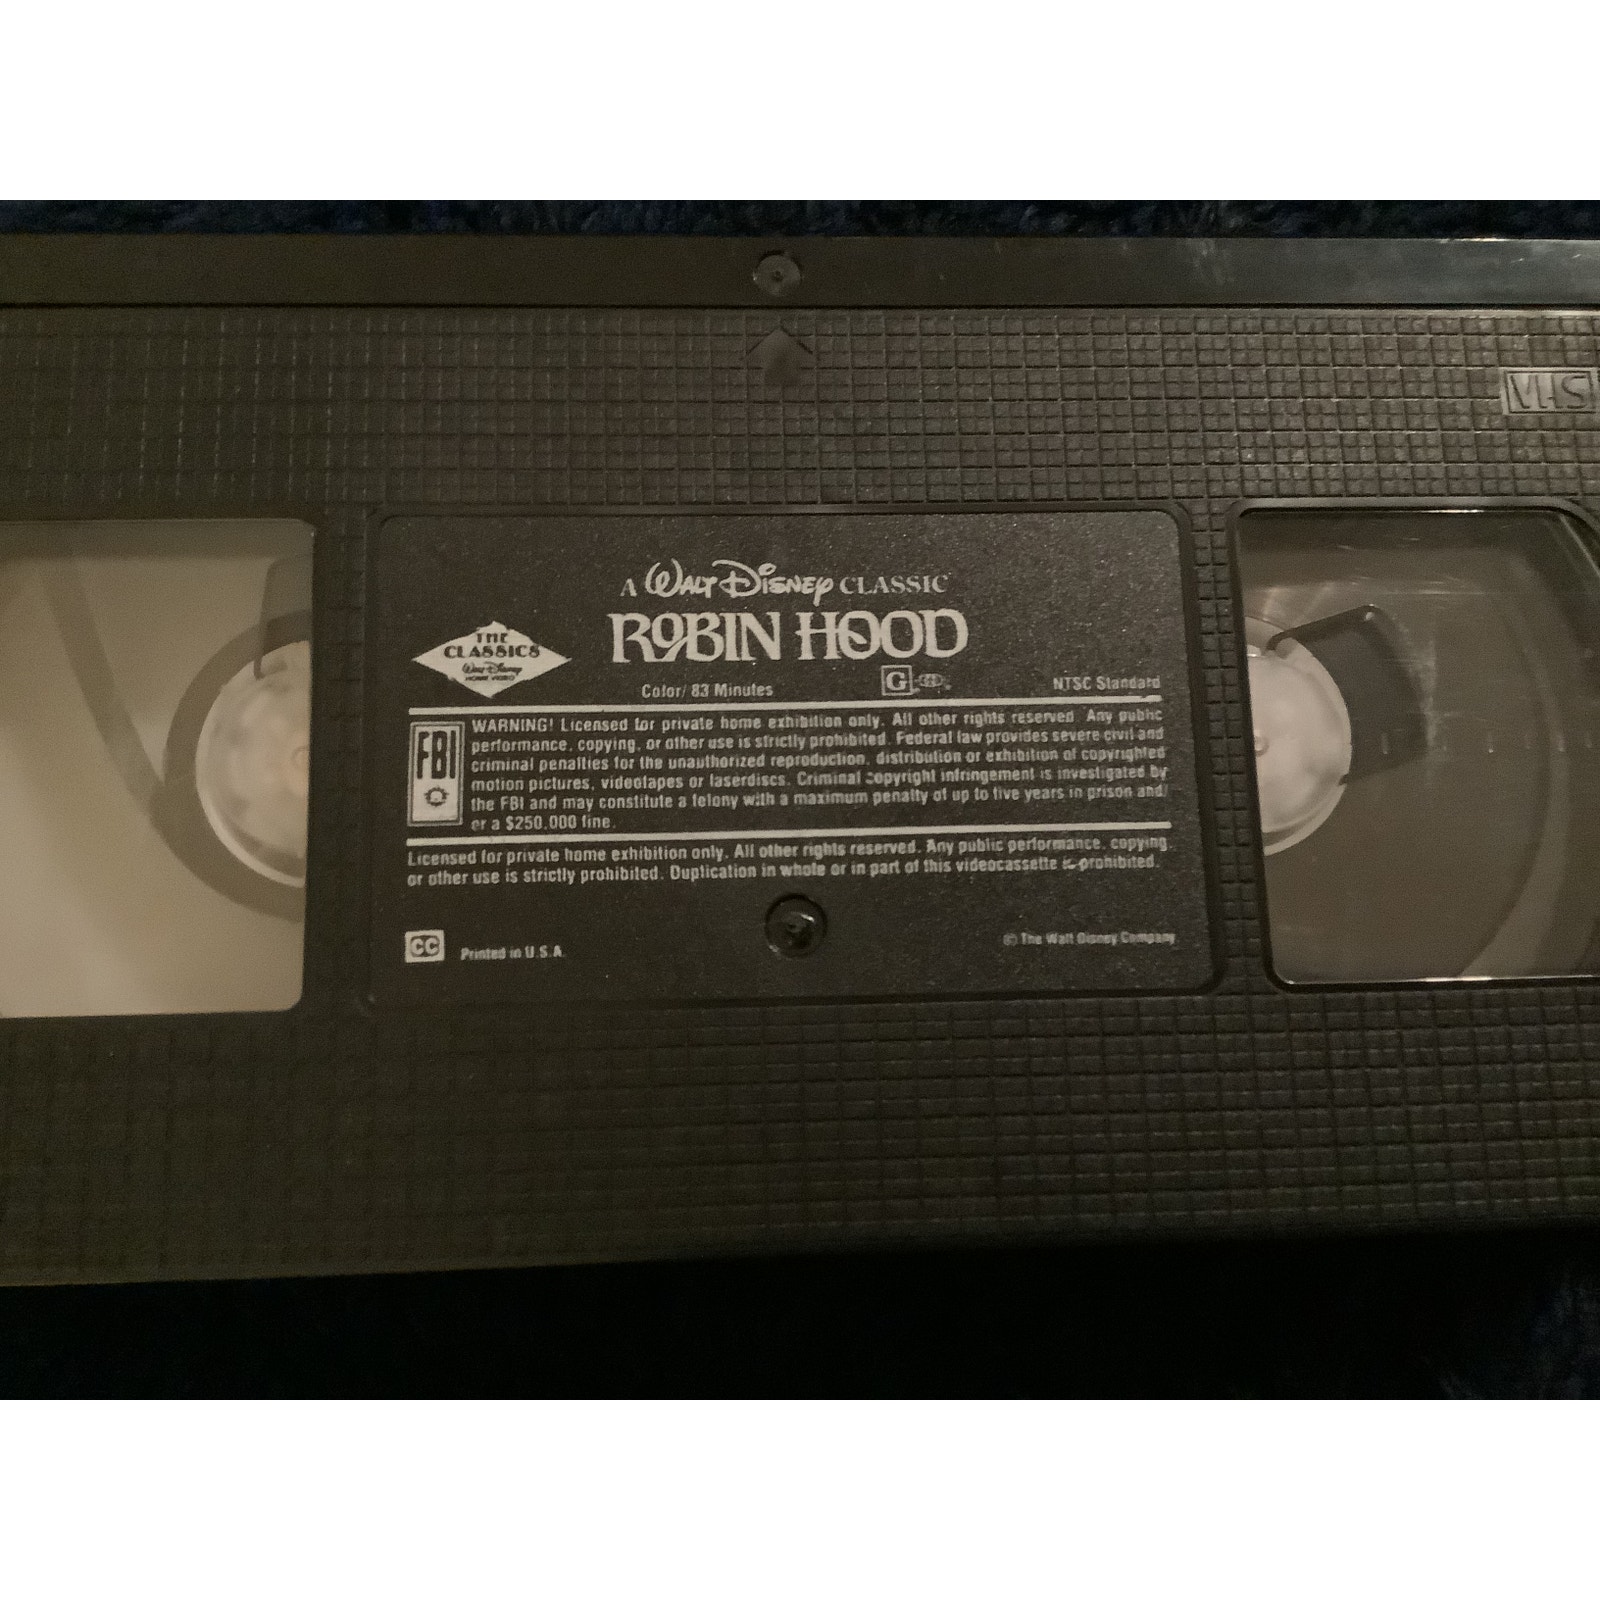 VHS
A WALT DISNEY CLASSIC
ROBIN HOOD
THE
CLASSICS
Walt Disney
HOME VIDEO
Color/ 83 Minutes
G
NTSC Standard
FBI
WARNING! Licensed for private home exhibition only. All other rights reserved. Any public
performance, copying, or other use is strictly prohibited. Federal law provides severe civil and
criminal penalties for the unauthorized reproduction, distribution or exhibition of copyrighted
motion pictures, videotapes or laserdiscs. Criminal copyright infringement is investigated by
the FBI and may constitute a felony with a maximum penalty of up to five years in prison and/
or a $250,000 fine.
Licensed for private home exhibition only. All other rights reserved. Any public performance, copying
or other use is strictly prohibited. Duplication in whole or in part of this videocassette is prohibited.
CC
Printed in U.S.A.
© The Walt Disney Company